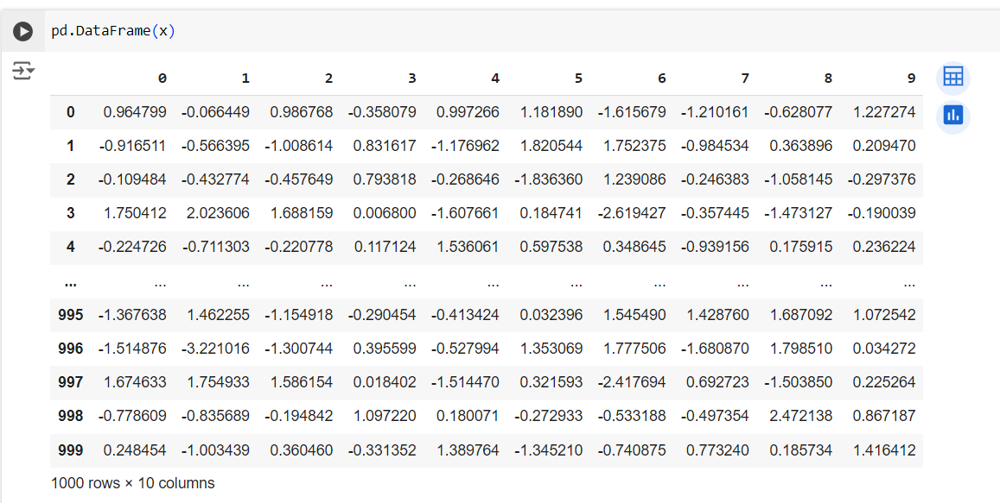 pd.DataFrame(x)
0 1 2 3 4 5 6 7 8 9
0 0.964799 -0.066449 0.986768 -0.358079 0.997266 1.181890 -1.615679 -1.210161 -0.628077 1.227274
1 -0.916511 -0.566395 -1.008614 0.831617 -1.176962 1.820544 1.752375 -0.984534 0.363896 0.209470
2 -0.109484 -0.432774 -0.457649 0.793818 -0.268646 -1.836360 1.239086 -0.246383 -1.058145 -0.297376
3 1.750412 2.023606 1.688159 0.006800 -1.607661 0.184741 -2.619427 -0.357445 -1.473127 -0.190039
4 -0.224726 -0.711303 -0.220778 0.117124 1.536061 0.597538 0.348645 -0.939156 0.175915 0.236224
... ... ... ... ... ... ... ... ... ... ...
995 -1.367638 1.462255 -1.154918 -0.290454 -0.413424 0.032396 1.545490 1.428760 1.687092 1.072542
996 -1.514876 -3.221016 -1.300744 0.395599 -0.527994 1.353069 1.777506 -1.680870 1.798510 0.034272
997 1.674633 1.754933 1.586154 0.018402 -1.514470 0.321593 -2.417694 0.692723 -1.503850 0.225264
998 -0.778609 -0.835689 -0.194842 1.097220 0.180071 -0.272933 -0.533188 -0.497354 2.472138 0.867187
999 0.248454 -1.003439 0.360460 -0.331352 1.389764 -1.345210 -0.740875 0.773240 0.185734 1.416412
1000 rows × 10 columns